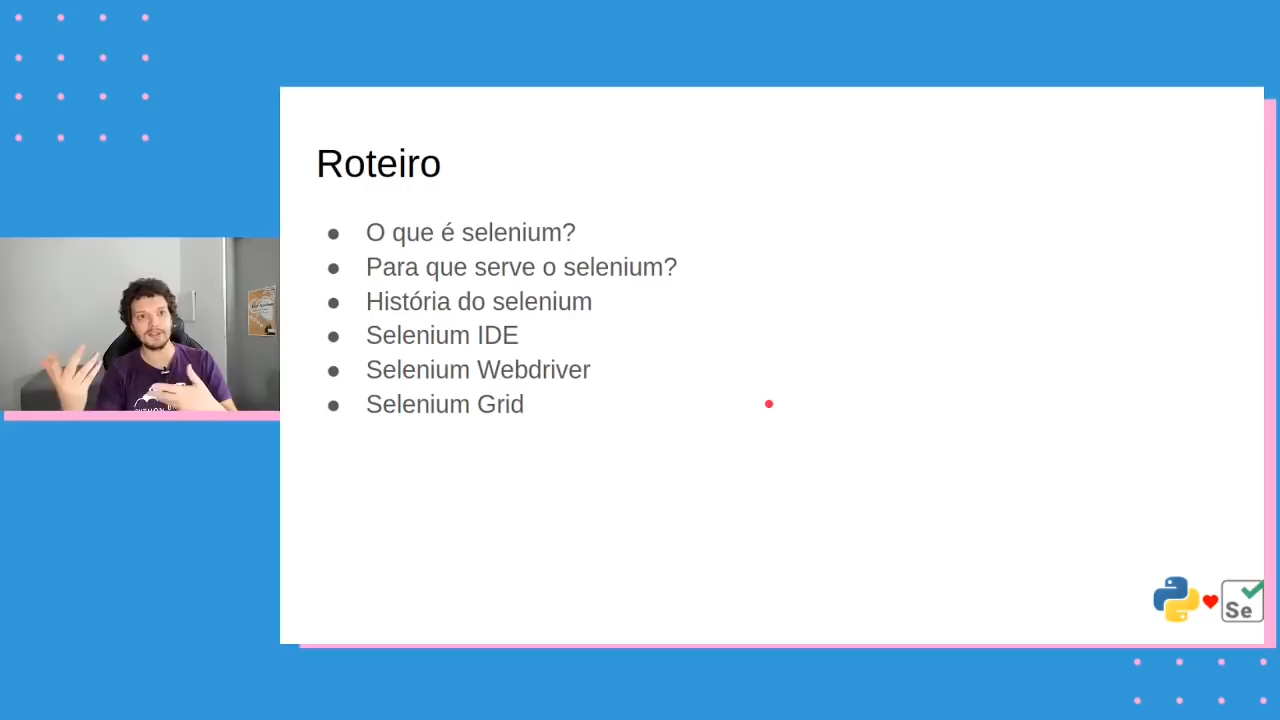 Roteiro
● O que é selenium?
● Para que serve o selenium?
● História do selenium
● Selenium IDE
● Selenium Webdriver
● Selenium Grid
Se